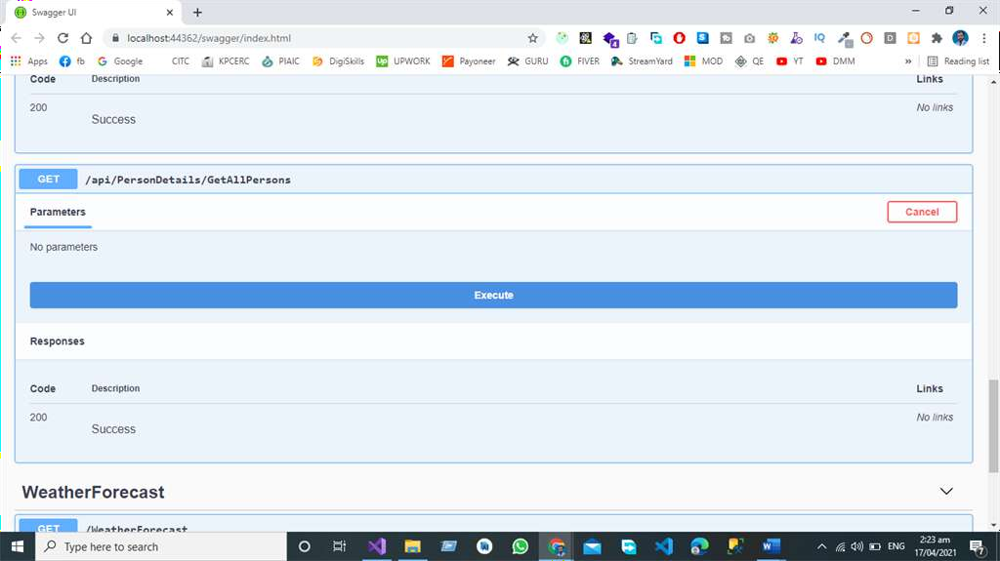 Swagger UI
localhost:44362/swagger/index.html
Apps fb Google CITC KPCERC PIAIC DigiSkills UPWORK Payoneer GURU FIVER StreamYard MOD QE YT DMM » Reading list
Code Description Links
200 Success No links
GET /api/PersonDetails/GetAllPersons
Parameters Cancel
No parameters
Execute
Responses
Code Description Links
200 Success No links
WeatherForecast
GET /WeatherForecast
Type here to search ENG 2:23 am
17/04/2021 7